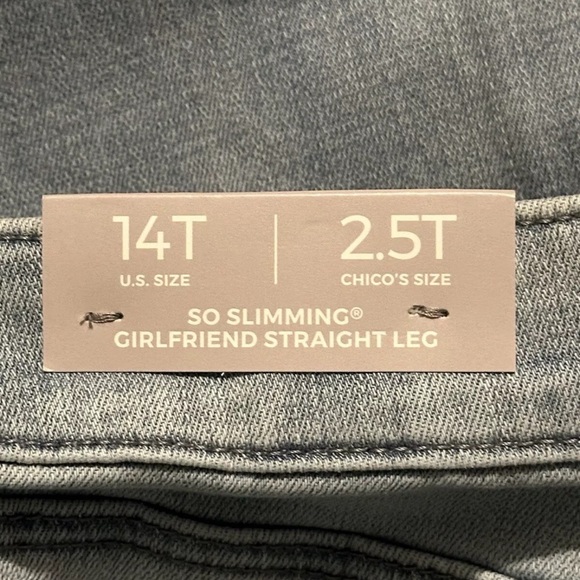 14T
U.S. SIZE
2.5T
CHICO'S SIZE
SO SLIMMING®
GIRLFRIEND STRAIGHT LEG